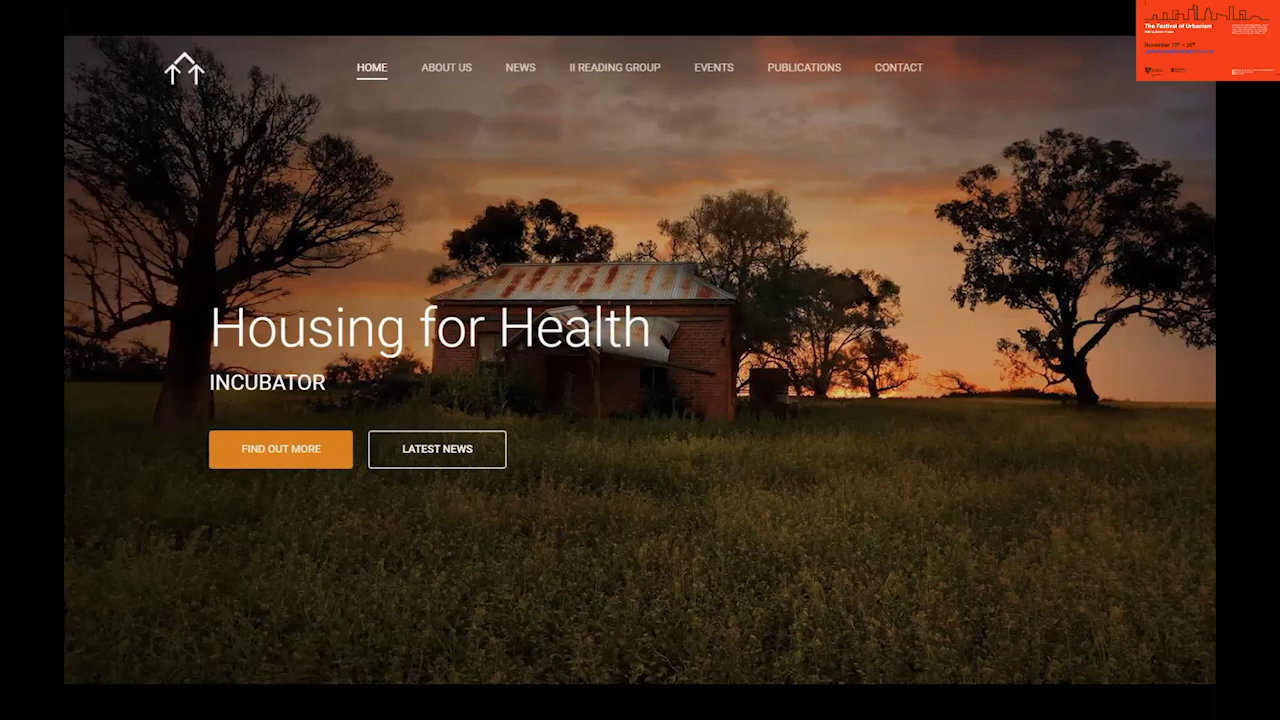 HOME ABOUT US NEWS II READING GROUP EVENTS PUBLICATIONS CONTACT
Housing for Health
INCUBATOR
FIND OUT MORE LATEST NEWS
The Festival of Urbanism